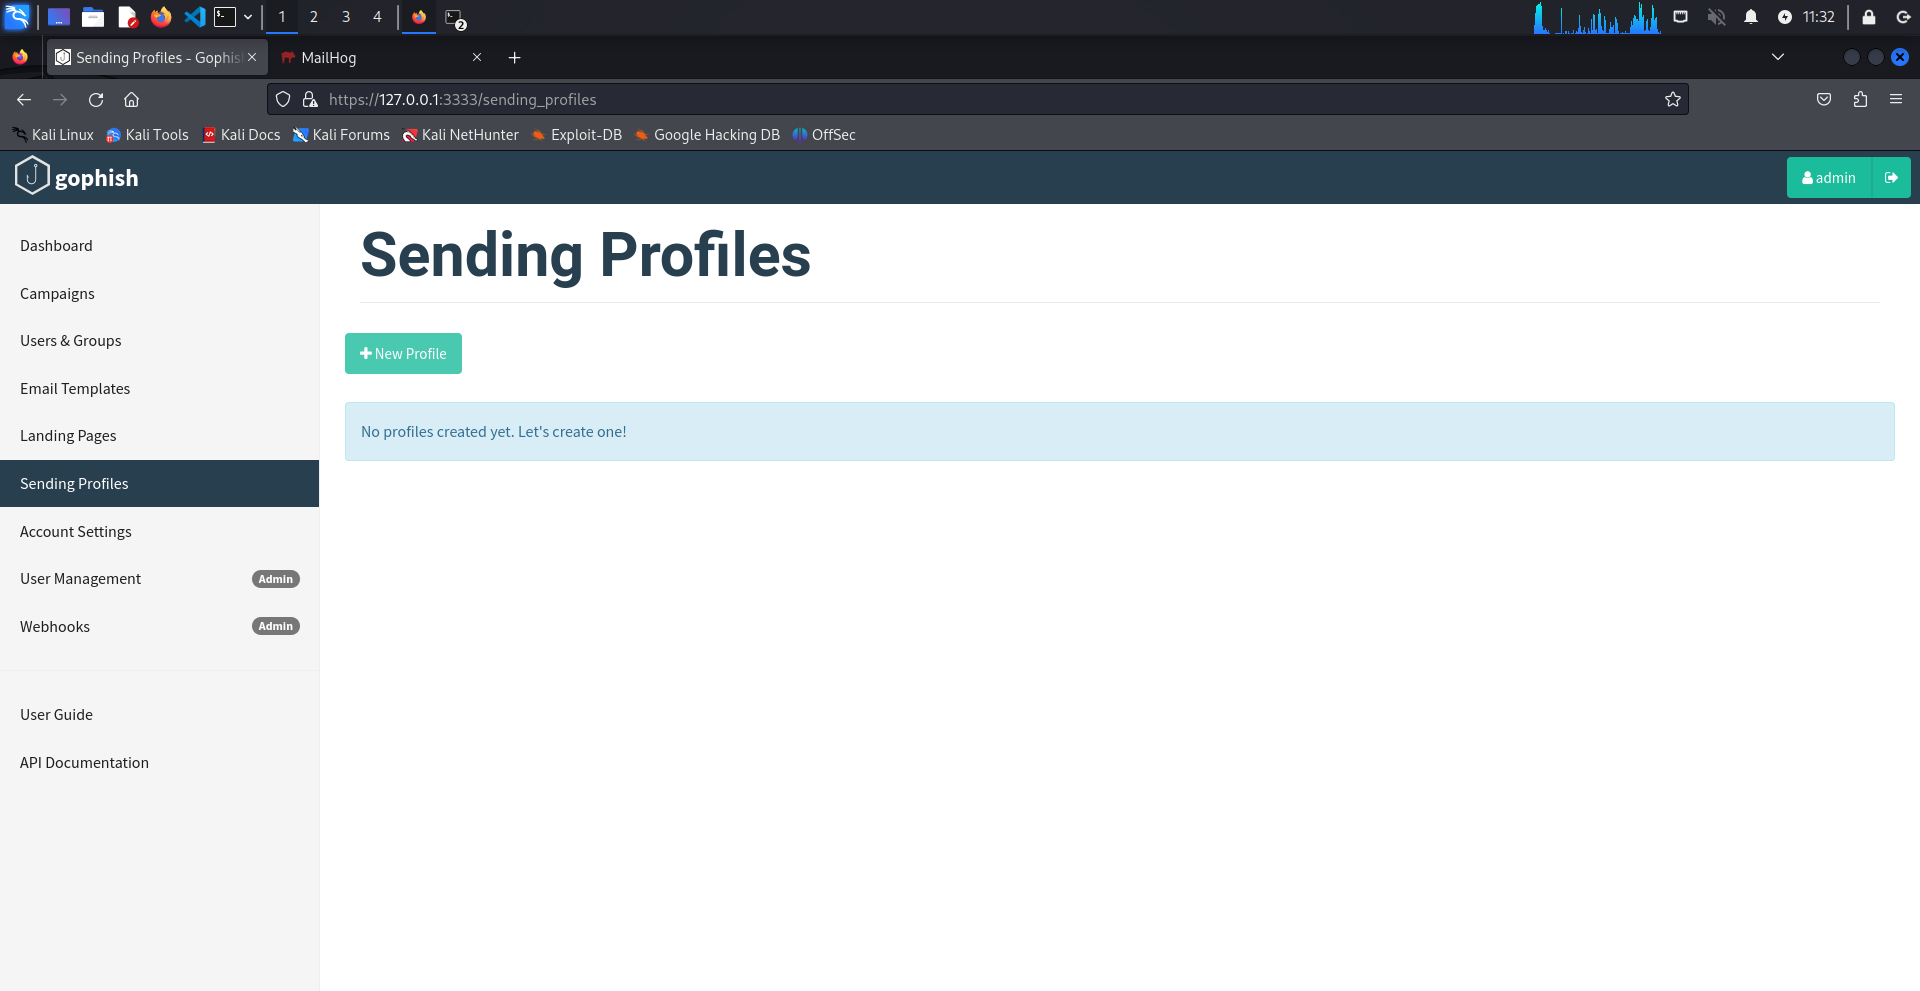 1 2 3 4 2 11:32
Sending Profiles - Gophis MailHog
https://127.0.0.1:3333/sending_profiles
Kali Linux Kali Tools Kali Docs Kali Forums Kali NetHunter Exploit-DB Google Hacking DB OffSec
gophish admin
Sending Profiles
Dashboard
Campaigns
Users & Groups
Email Templates
Landing Pages
Sending Profiles
Account Settings
User Management Admin
Webhooks Admin
User Guide
API Documentation
New Profile
No profiles created yet. Let's create one!